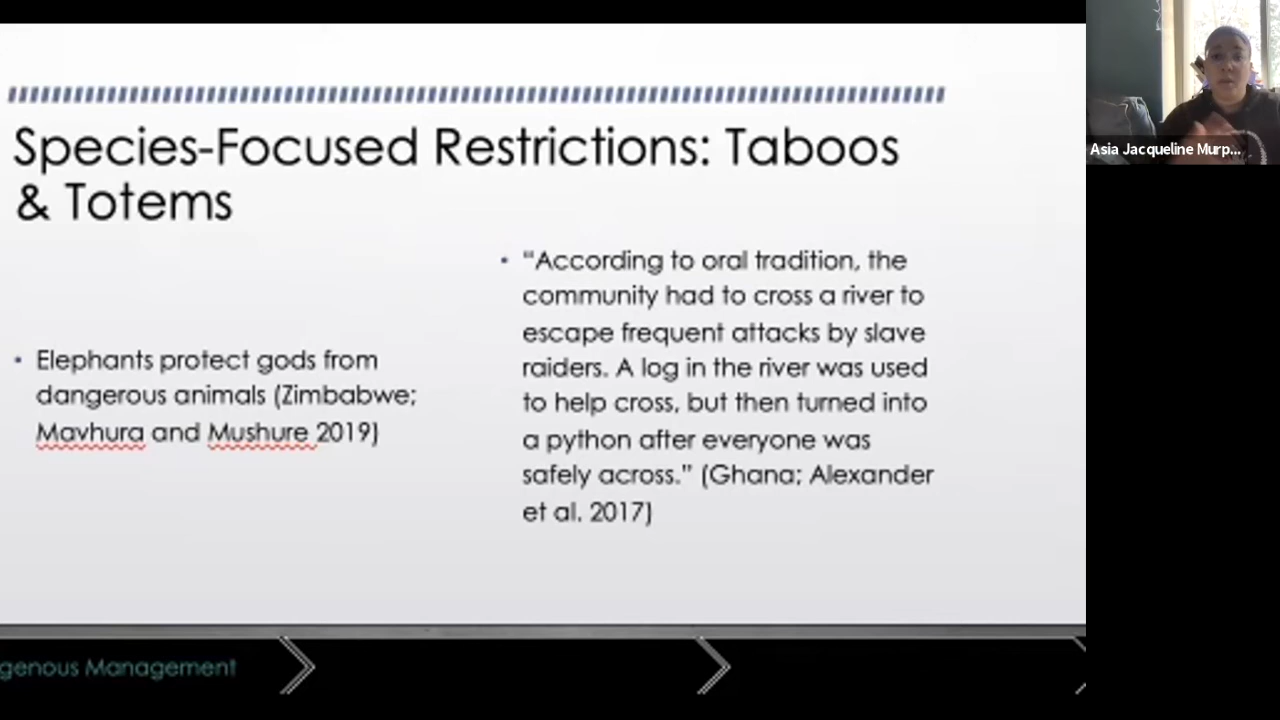 Species-Focused Restrictions: Taboos
& Totems
• Elephants protect gods from
dangerous animals (Zimbabwe;
Mavhura and Mushure 2019)
• “According to oral tradition, the
community had to cross a river to
escape frequent attacks by slave
raiders. A log in the river was used
to help cross, but then turned into
a python after everyone was
safely across.” (Ghana; Alexander
et al. 2017)
genous Management
Asia Jacqueline Murp...